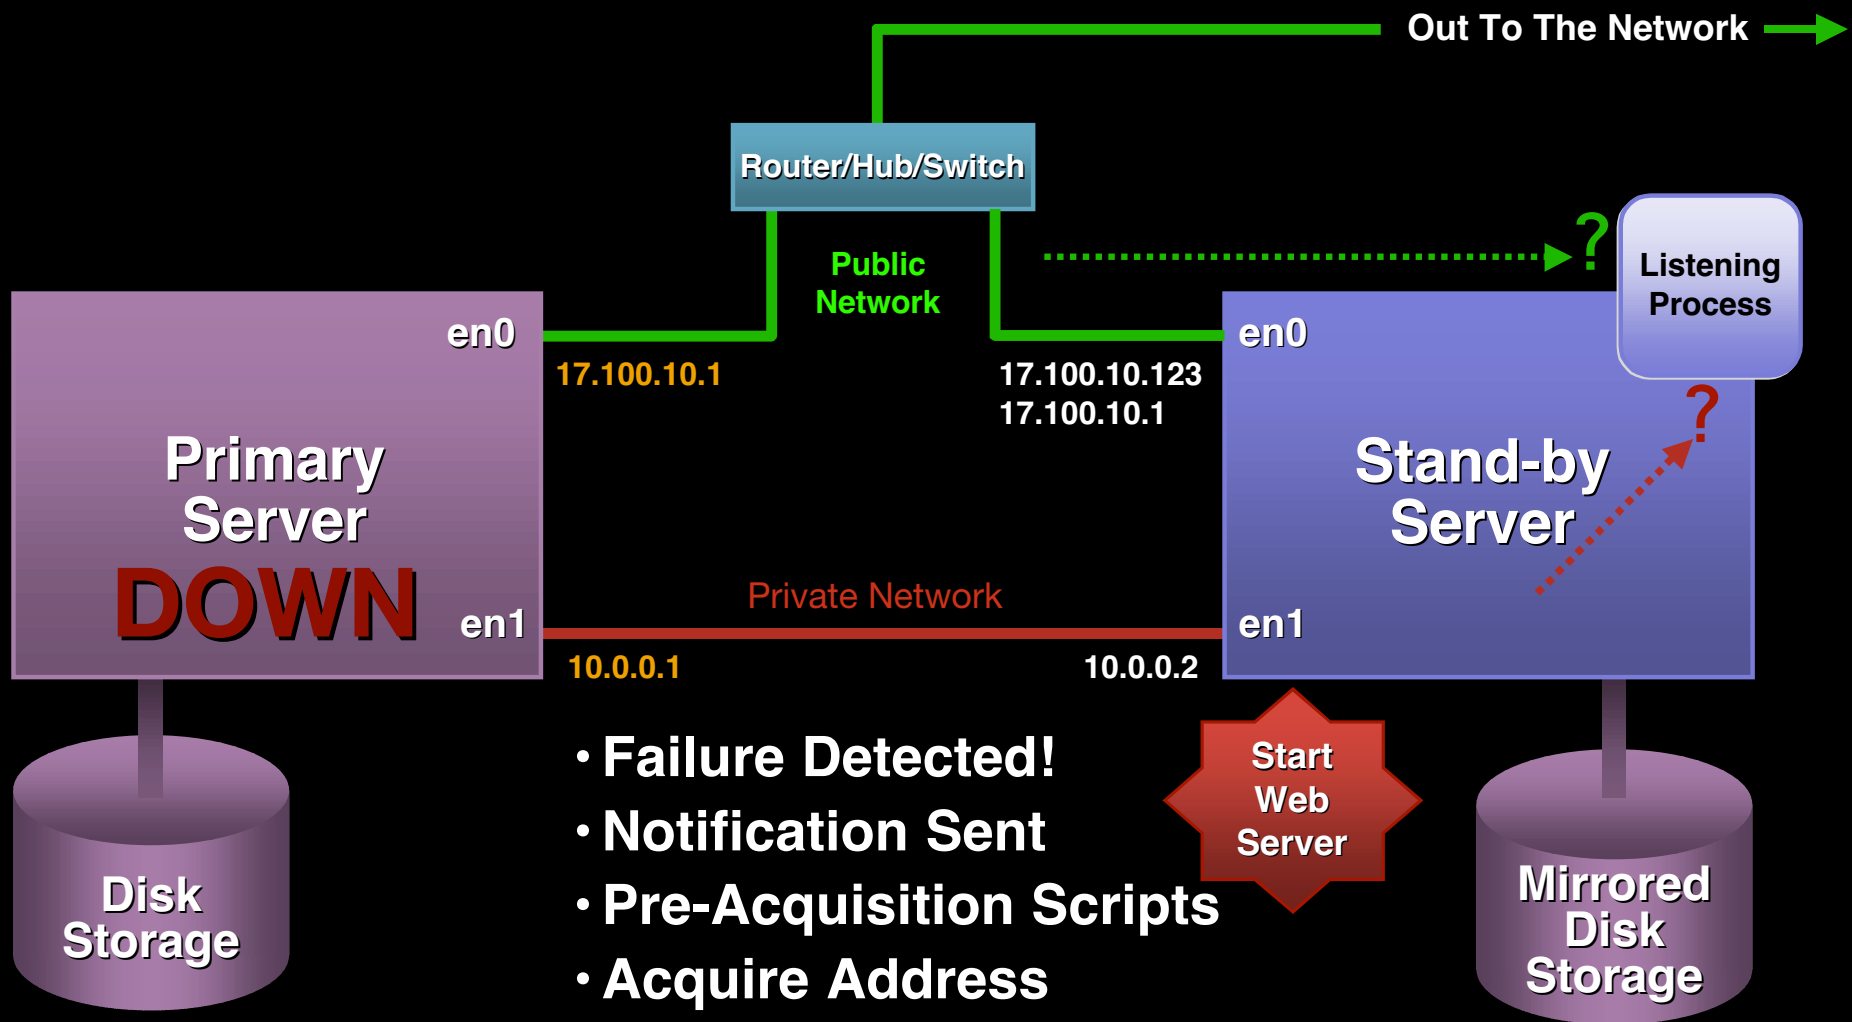 Out To The Network
Router/Hub/Switch
Public
Network
?
Listening
Process
en0
17.100.10.1
en0
17.100.10.123
17.100.10.1
?
Primary
Server
DOWN
Stand-by
Server
Private Network
en1
10.0.0.1
en1
10.0.0.2
• Failure Detected!
• Notification Sent
• Pre-Acquisition Scripts
• Acquire Address
Start
Web
Server
Disk
Storage
Mirrored
Disk
Storage